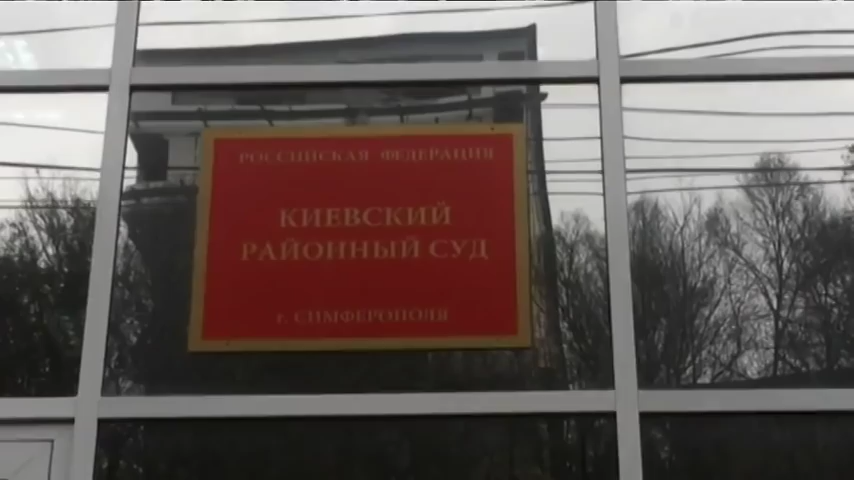 РОССИЙСКАЯ ФЕДЕРАЦИЯ
КИЕВСКИЙ
РАЙОННЫЙ СУД
г. СИМФЕРОПОЛЯ